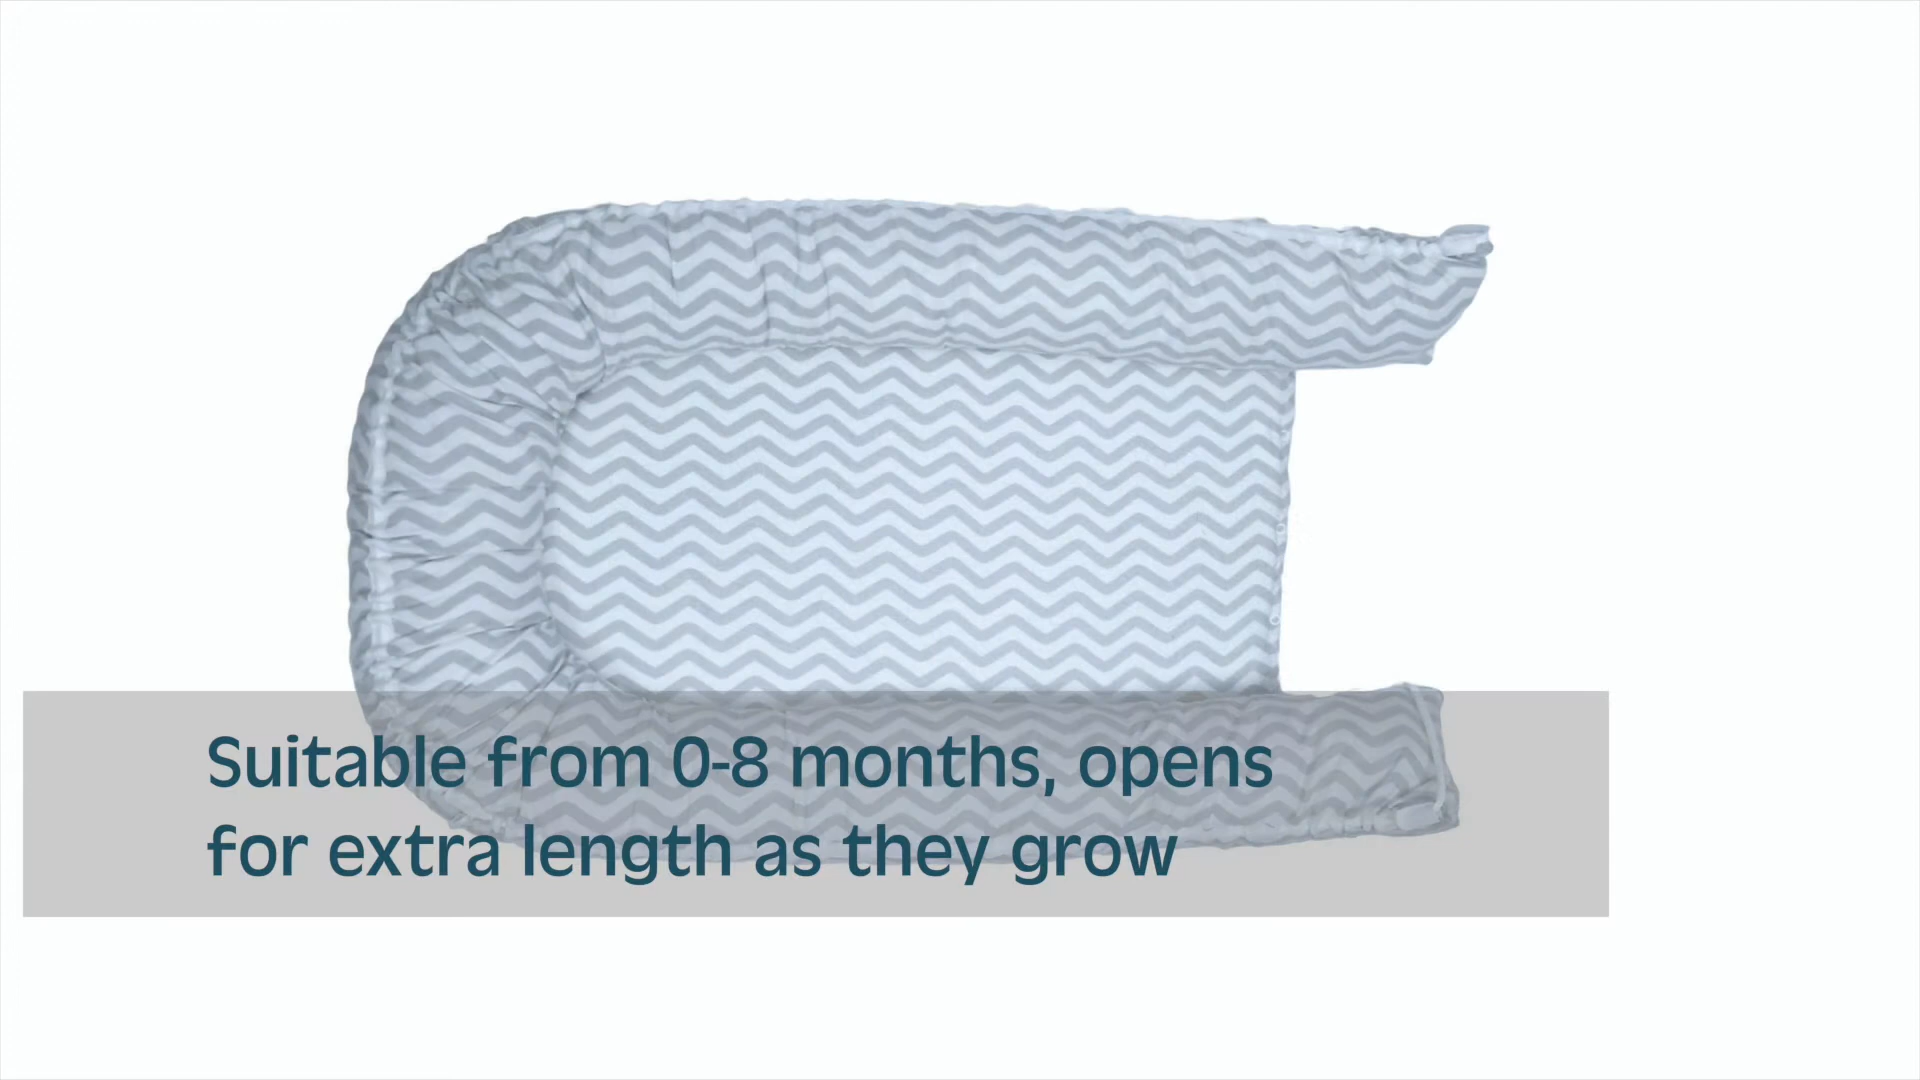 Suitable from 0-8 months, opens
for extra length as they grow